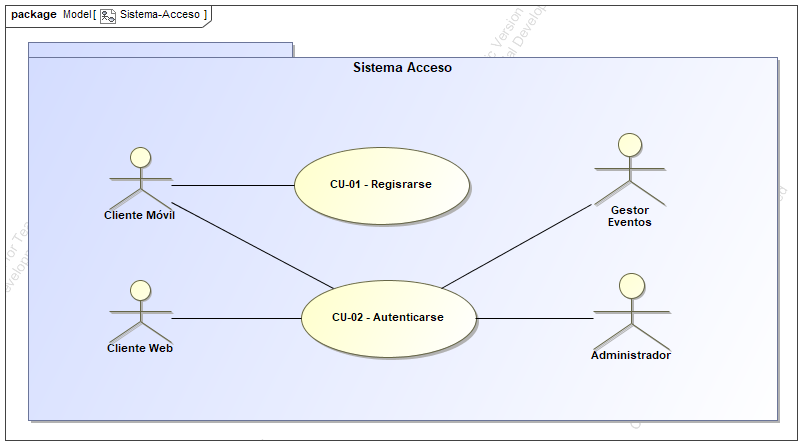 package Model[ Sistema-Acceso ]
Sistema Acceso
CU-01 - Regisrarse
Cliente Móvil
Gestor
Eventos
CU-02 - Autenticarse
Cliente Web
Administrador